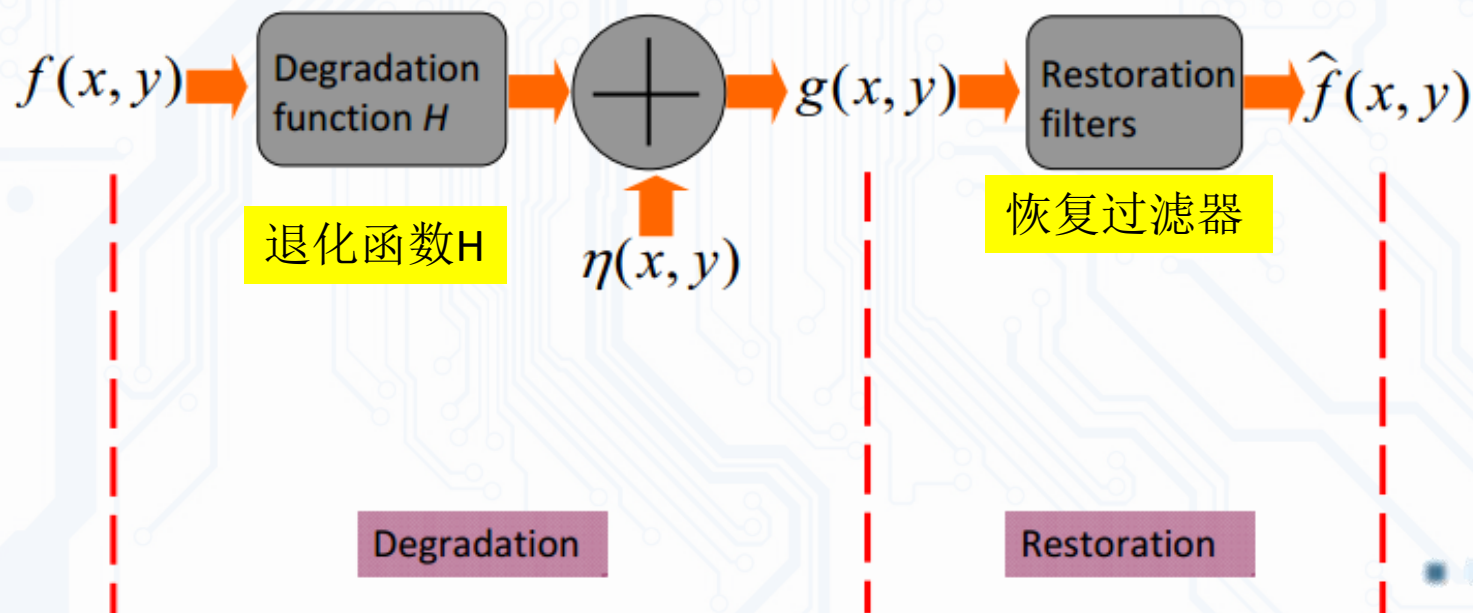 f(x, y)
Degradation
function H
g(x, y)
Restoration
filters
f̂(x, y)
退化函数H
η(x, y)
恢复过滤器
Degradation
Restoration